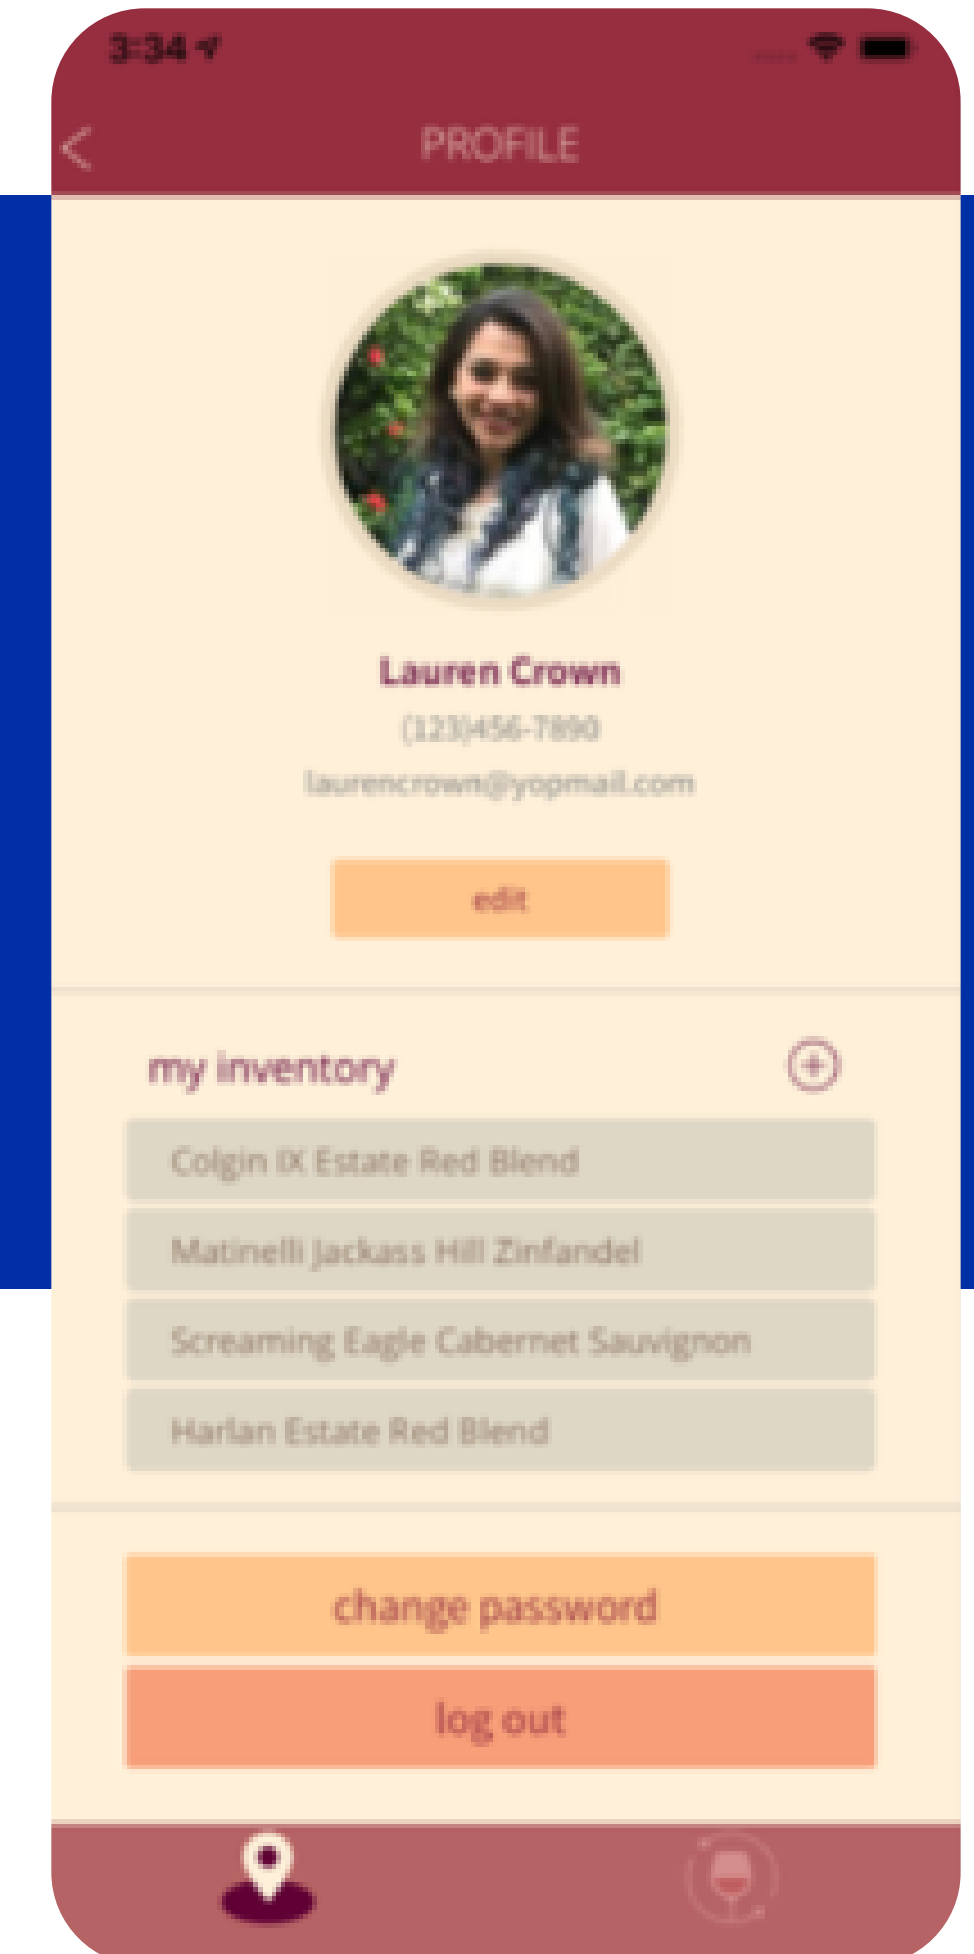 3:34
PROFILE
Lauren Crown
(123)456-7890
laurencrown@yopmail.com
edit
my inventory
Colgin IX Estate Red Blend
Matinelli Jackass Hill Zinfandel
Screaming Eagle Cabernet Sauvignon
Harlan Estate Red Blend
change password
log out